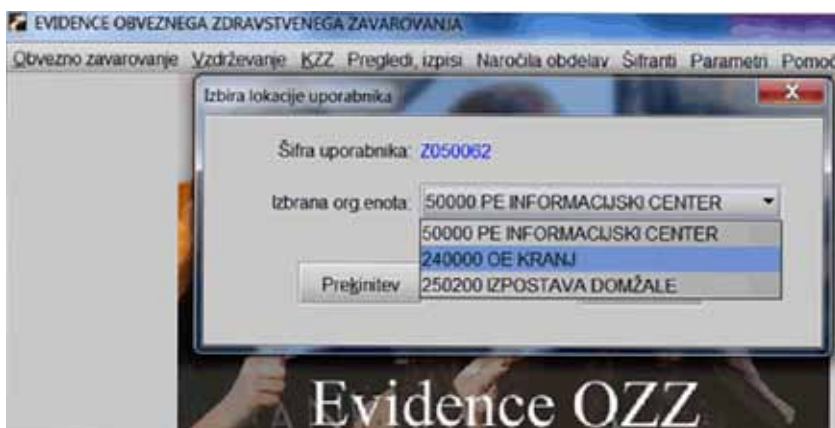 EVIDENCE OBVEZNEGA ZDRAVSTVENEGA ZAVAROVANJA
Obvezno zavarovanje Vzdrževanje KZZ Pregledi, izpisi Naročila obdelav Šifranti Parametri Pomoč
Izbira lokacije uporabnika
Šifra uporabnika: Z050062
Izbrana org.enota: 50000 PE INFORMACIJSKI CENTER
50000 PE INFORMACIJSKI CENTER
240000 OE KRANJ
250200 IZPOSTAVA DOMŽALE
Prekinitev
Evidence OZZ